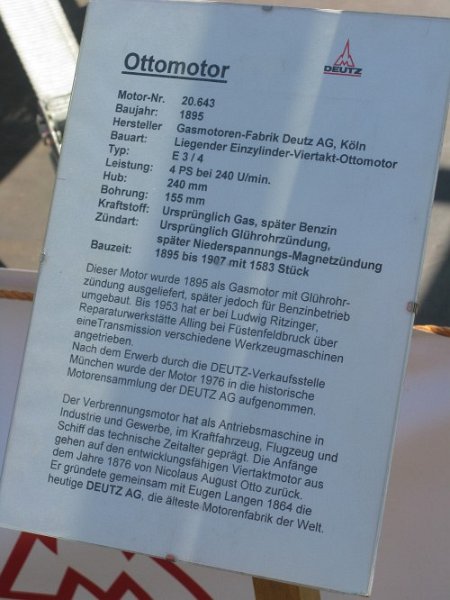 Ottomotor
DEUTZ
Motor-Nr. 20.643
Baujahr: 1895
Hersteller Gasmotoren-Fabrik Deutz AG, Köln
Bauart: Liegender Einzylinder-Viertakt-Ottomotor
Typ: E 3 / 4
Leistung: 4 PS bei 240 U/min.
Hub: 240 mm
Bohrung: 155 mm
Kraftstoff: Ursprünglich Gas, später Benzin
Zündart: Ursprünglich Glührohrzündung,
später Niederspannungs-Magnetzündung
Bauzeit: 1895 bis 1907 mit 1583 Stück
Dieser Motor wurde 1895 als Gasmotor mit Glührohr-
zündung ausgeliefert, später jedoch für Benzinbetrieb
umgebaut. Bis 1953 hat er bei Ludwig Ritzinger,
Reparaturwerkstätte Alling bei Füstenfeldbruck über
eineTransmission verschiedene Werkzeugmaschinen
angetrieben.
Nach dem Erwerb durch die DEUTZ-Verkaufsstelle
München wurde der Motor 1976 in die historische
Motorensammlung der DEUTZ AG aufgenommen.
Der Verbrennungsmotor hat als Antriebsmaschine in
Industrie und Gewerbe, im Kraftfahrzeug, Flugzeug und
Schiff das technische Zeitalter geprägt. Die Anfänge
gehen auf den entwicklungsfähigen Viertaktmotor aus
dem Jahre 1876 von Nicolaus August Otto zurück.
Er gründete gemeinsam mit Eugen Langen 1864 die
heutige DEUTZ AG, die älteste Motorenfabrik der Welt.